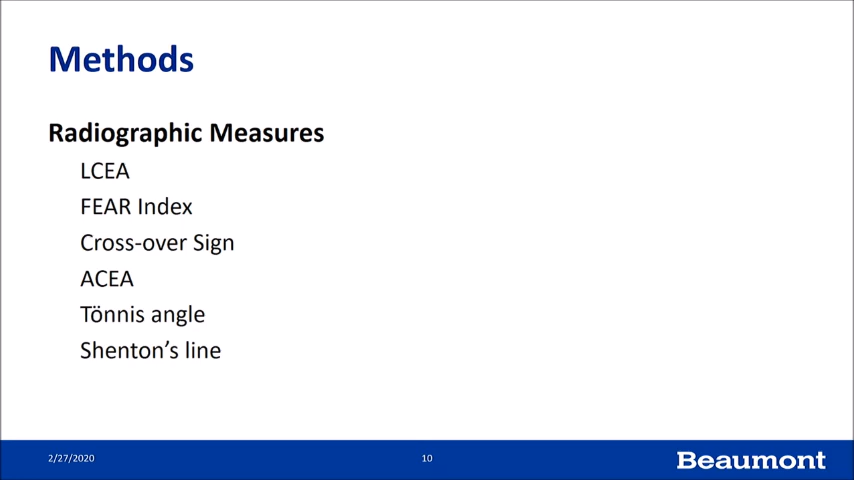 Methods
Radiographic Measures
LCEA
FEAR Index
Cross-over Sign
ACEA
Tönnis angle
Shenton’s line
2/27/2020
10
Beaumont